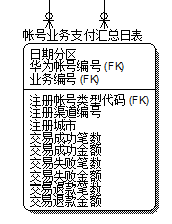 帐号业务支付汇总日表
日期分区
华为帐号编号 (FK)
业务编号 (FK)
注册帐号类型代码 (FK)
注册渠道编号
注册城市
交易成功笔数
交易成功金额
交易失败笔数
交易失败金额
交易退款笔数
交易退款金额